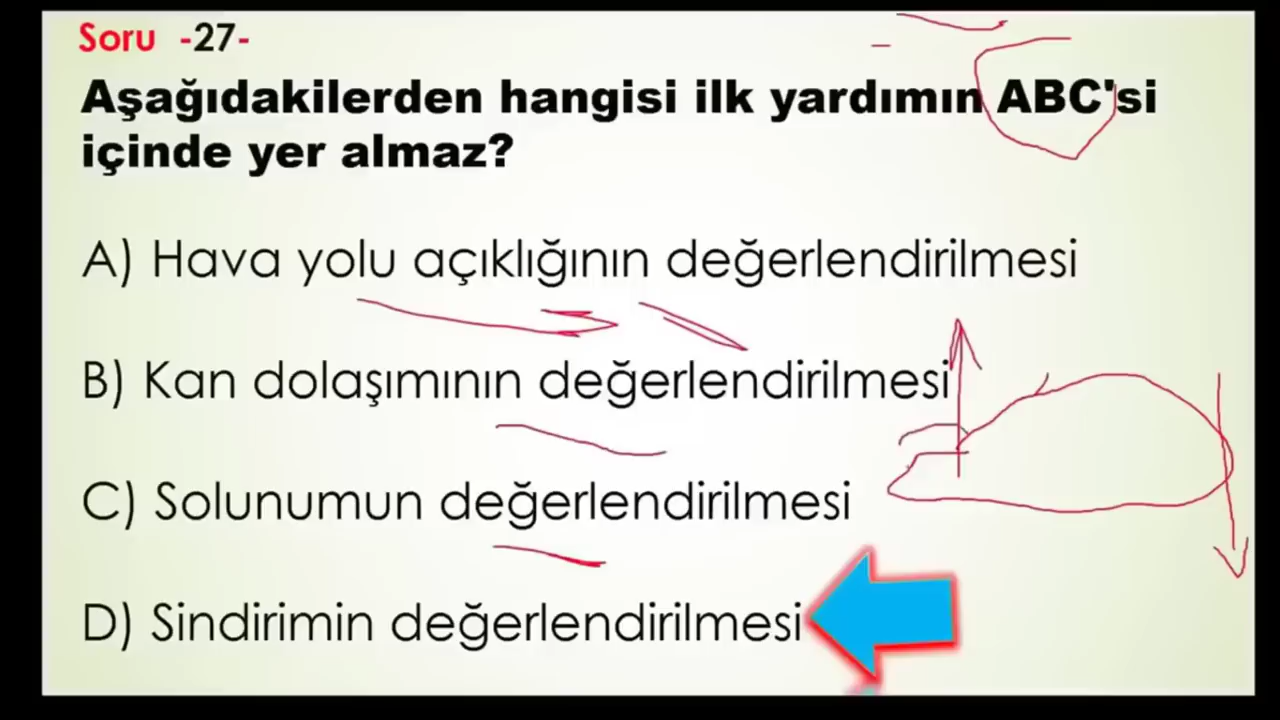 Soru -27-
Aşağıdakilerden hangisi ilk yardımın ABC'si
içinde yer almaz?
A) Hava yolu açıklığının değerlendirilmesi
B) Kan dolaşımının değerlendirilmesi
C) Solunumun değerlendirilmesi
D) Sindirimin değerlendirilmesi